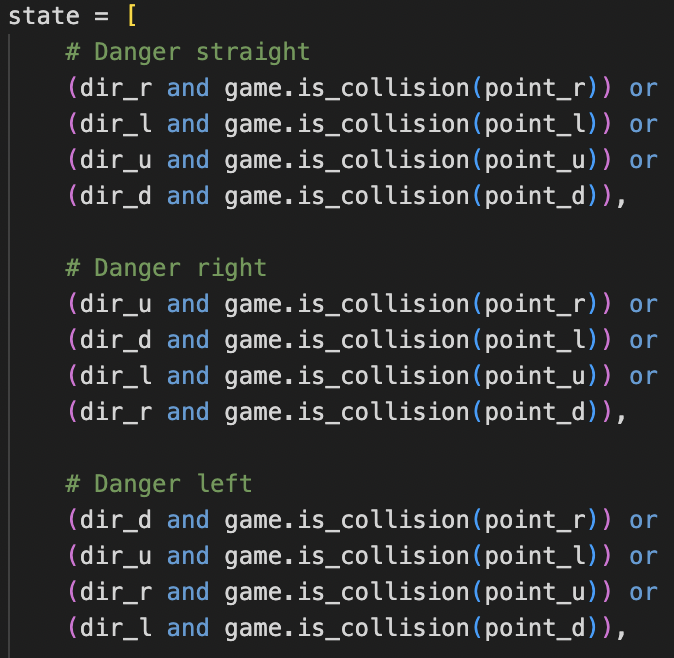 state = [
    # Danger straight
    (dir_r and game.is_collision(point_r)) or
    (dir_l and game.is_collision(point_l)) or
    (dir_u and game.is_collision(point_u)) or
    (dir_d and game.is_collision(point_d)),

    # Danger right
    (dir_u and game.is_collision(point_r)) or
    (dir_d and game.is_collision(point_l)) or
    (dir_l and game.is_collision(point_u)) or
    (dir_r and game.is_collision(point_d)),

    # Danger left
    (dir_d and game.is_collision(point_r)) or
    (dir_u and game.is_collision(point_l)) or
    (dir_r and game.is_collision(point_u)) or
    (dir_l and game.is_collision(point_d)),